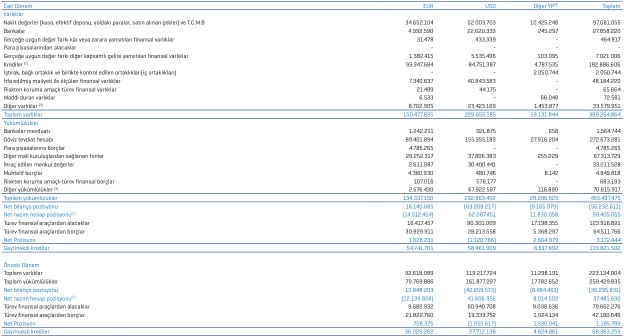 Cari Dönem EUR USD Diğer YP(4) Toplam
Varlıklar
Nakit değerler (kasa, efektif deposu, yoldaki paralar, satın alınan çekler) ve T.C.M.B 34.652.104 52.003.703 10.425.248 97.081.055
Bankalar 4.992.590 22.620.333 245.297 27.858.220
Gerçeğe uygun değer farkı kâr veya zarara yansıtılan finansal varlıklar 31.478 433.339 - 464.817
Para piyasasından alacaklar - - - -
Gerçeğe uygun değer farkı diğer kapsamlı gelire yansıtılan finansal varlıklar 1.382.415 5.535.496 103.095 7.021.006
Krediler (1) 93.347.684 84.751.387 4.787.535 182.886.606
İştirak, bağlı ortaklık ve birlikte kontrol edilen ortaklıklar (iş ortaklıkları) - - 2.050.744 2.050.744
İtfa edilmiş maliyeti ile ölçülen finansal varlıklar 7.340.637 40.843.583 - 48.184.220
Riskten korunma amaçlı türev finansal varlıklar 21.489 44.175 - 65.664
Maddi duran varlıklar 6.533 - 66.048 72.581
Diğer varlıklar (2) 8.702.905 23.423.169 1.453.877 33.579.951
Toplam varlıklar 150.477.835 229.655.185 19.131.844 399.264.864
Yükümlülükler
Bankalar mevduatı 1.242.211 321.875 658 1.564.744
Döviz tevdiat hesabı 89.401.894 155.355.183 27.916.204 272.673.281
Para piyasalarına borçlar 4.785.265 - - 4.785.265
Diğer mali kuruluşlardan sağlanan fonlar 29.252.317 37.806.383 255.029 67.313.729
İhraç edilen menkul değerler 2.611.087 30.400.441 - 33.011.528
Muhtelif borçlar 4.360.930 480.746 8.142 4.849.818
Riskten korunma amaçlı türev finansal borçlar 107.016 576.177 - 683.193
Diğer yükümlülükler (3) 2.576.430 67.922.597 116.890 70.615.917
Toplam yükümlülükler 134.337.150 292.863.402 28.296.923 455.497.475
Net bilanço pozisyonu 16.140.685 (63.208.217) (9.165.079) (56.232.611)
Net nazım hesap pozisyonu(5) (14.512.454) 62.087.451 11.830.058 59.405.055
Türev finansal araçlardan alacaklar 16.417.457 90.301.009 17.198.355 123.916.821
Türev finansal araçlardan borçlar 30.929.911 28.213.558 5.368.297 64.511.766
Net Pozisyon 1.628.231 (1.120.766) 2.664.979 3.172.444
Gayrinakdi krediler 54.741.701 58.461.909 6.617.892 119.821.502
Önceki Dönem
Toplam varlıklar 92.618.089 119.217.724 11.298.191 223.134.004
Toplam yükümlülükler 79.769.886 161.877.297 17.782.652 259.429.835
Net bilanço pozisyonu 12.848.203 (42.659.573) (6.484.461) (36.295.831)
Net nazım hesap pozisyonu(5) (12.139.828) 41.606.956 8.014.502 37.481.630
Türev finansal araçlardan alacaklar 9.682.932 60.940.708 9.038.636 79.662.276
Türev finansal araçlardan borçlar 21.822.760 19.333.752 1.024.134 42.180.646
Net Pozisyon 708.375 (1.052.617) 1.530.041 1.185.799
Gayrinakdi krediler 36.026.262 27.712.136 4.624.861 68.363.259